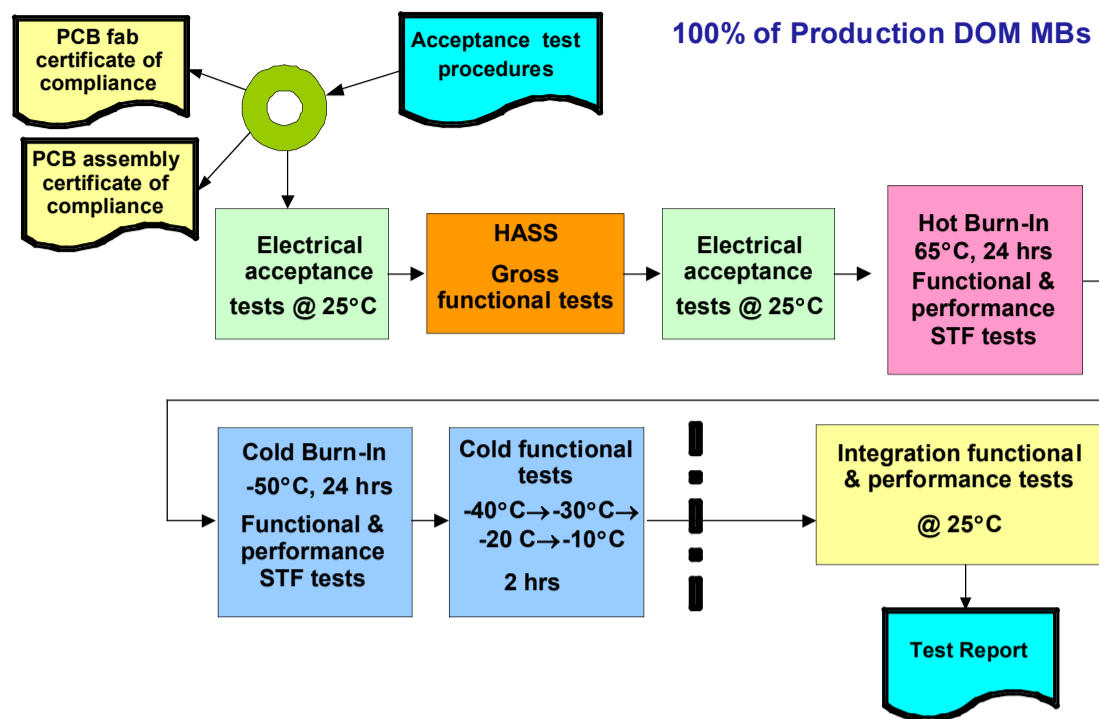 PCB fab
certificate of
compliance
Acceptance test
procedures
100% of Production DOM MBs
PCB assembly
certificate of
compliance
Electrical
acceptance
tests @ 25°C
HASS
Gross
functional tests
Electrical
acceptance
tests @ 25°C
Hot Burn-In
65°C, 24 hrs
Functional &
performance
STF tests
Cold Burn-In
-50°C, 24 hrs
Functional &
performance
STF tests
Cold functional
tests
-40°C→-30°C→
-20 C→-10°C
2 hrs
Integration functional
& performance tests
@ 25°C
Test Report